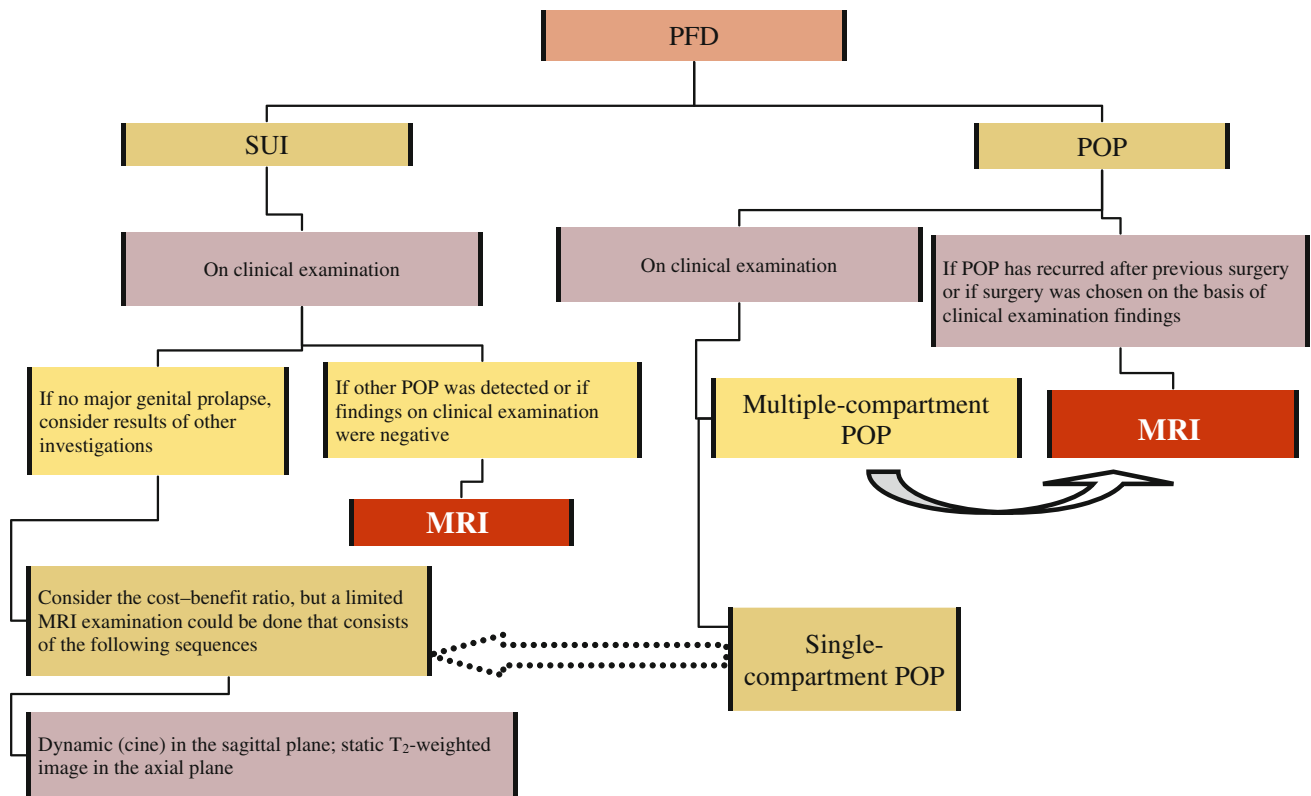 PFD
SUI
POP
On clinical examination
On clinical examination
If POP has recurred after previous surgery
or if surgery was chosen on the basis of
clinical examination findings
If no major genital prolapse,
consider results of other
investigations
If other POP was detected or if
findings on clinical examination
were negative
Multiple-compartment
POP
MRI
MRI
Consider the cost–benefit ratio, but a limited
MRI examination could be done that consists
of the following sequences
Single-
compartment POP
Dynamic (cine) in the sagittal plane; static T₂-weighted
image in the axial plane